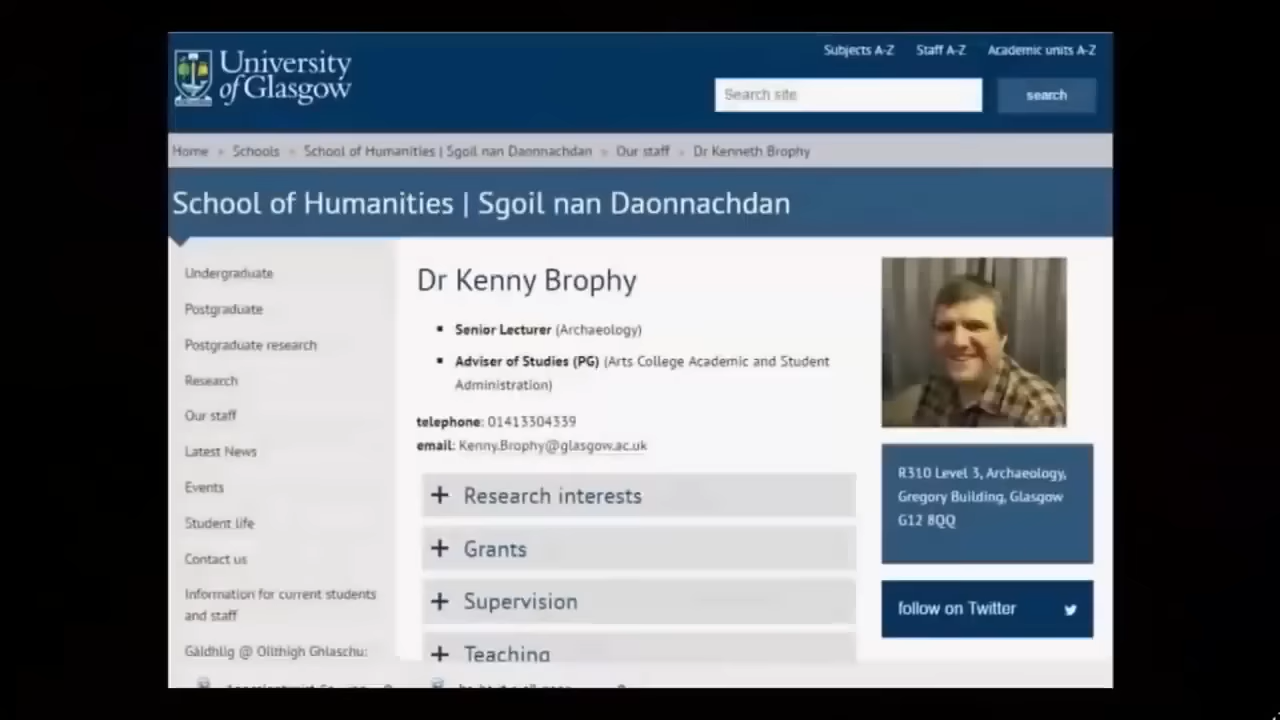 University
of Glasgow
Subjects A-Z Staff A-Z Academic units A-Z
Search site search
Home Schools School of Humanities | Sgoil nan Daonnachdan Our staff Dr Kenneth Brophy
School of Humanities | Sgoil nan Daonnachdan
Undergraduate
Postgraduate
Postgraduate research
Research
Our staff
Latest News
Events
Student life
Contact us
Information for current students
and staff
Gàidhlig @ Oilthigh Ghlaschu:
Dr Kenny Brophy
Senior Lecturer (Archaeology)
Adviser of Studies (PG) (Arts College Academic and Student
Administration)
telephone: 01413304339
email: Kenny.Brophy@glasgow.ac.uk
+ Research interests
+ Grants
+ Supervision
+ Teaching
R310 Level 3, Archaeology,
Gregory Building, Glasgow
G12 8QQ
follow on Twitter